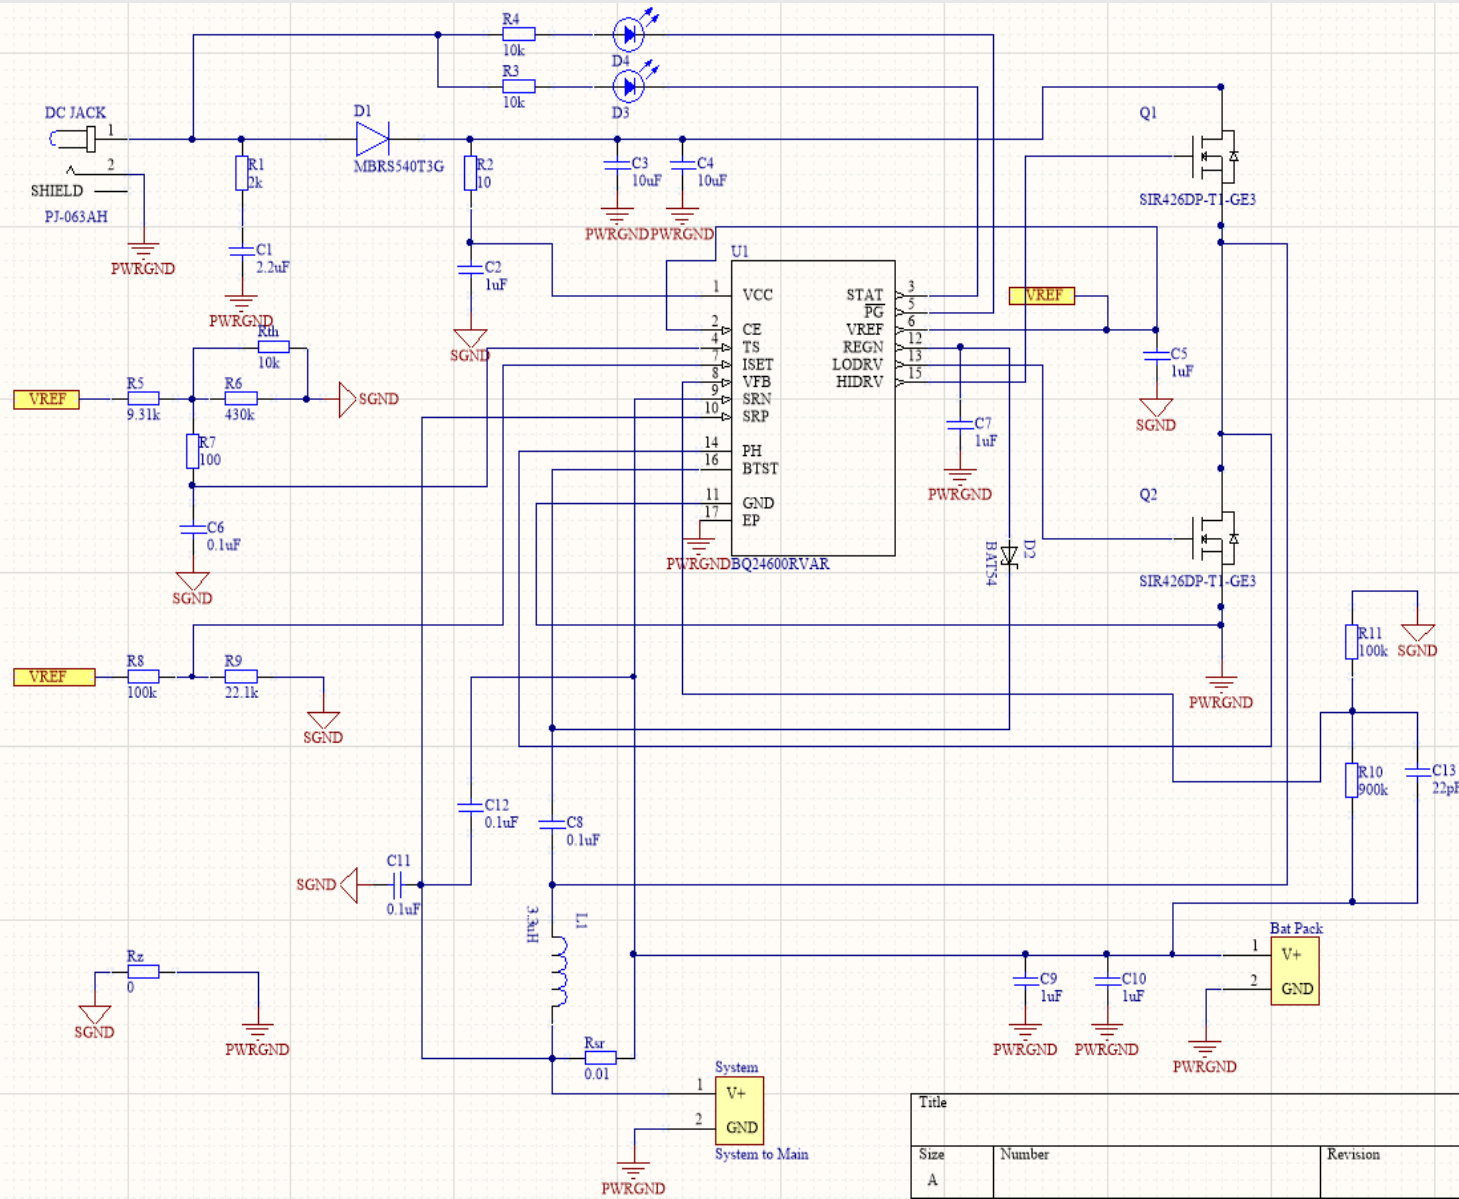 R4
10k
D4
R3
10k
D3
DC JACK
1
2
SHIELD
PJ-063AH
PWRGND
D1
MBRS540T3G
R1
2k
C1
2.2uF
PWRGND
R2
10
C2
1uF
SGND
C3
10uF
PWRGND
C4
10uF
PWRGND
Q1
SIR426DP-T1-GE3
U1
1 VCC
2 CE
4 TS
7 ISET
8 VFB
9 SRN
10 SRP
14 PH
16 BTST
11 GND
17 EP
STAT 3
PG 5
VREF 6
REGN 12
LODRV 13
HIDRV 15
PWRGND
BQ24600RVAR
VREF
C5
1uF
SGND
C7
1uF
PWRGND
D2
BAT54
Q2
SIR426DP-T1-GE3
PWRGND
Rth
10k
VREF
R5
9.31k
R6
430k
SGND
R7
100
C6
0.1uF
SGND
VREF
R8
100k
R9
22.1k
SGND
R11
100k
SGND
R10
900k
C13
22pF
C12
0.1uF
C8
0.1uF
C11
SGND
0.1uF
3.3uH
L1
Rz
0
SGND
PWRGND
Rsr
0.01
C9
1uF
PWRGND
C10
1uF
PWRGND
Bat Pack
1 V+
2 GND
PWRGND
System
1 V+
2 GND
System to Main
PWRGND
Title
Size
A
Number
Revision